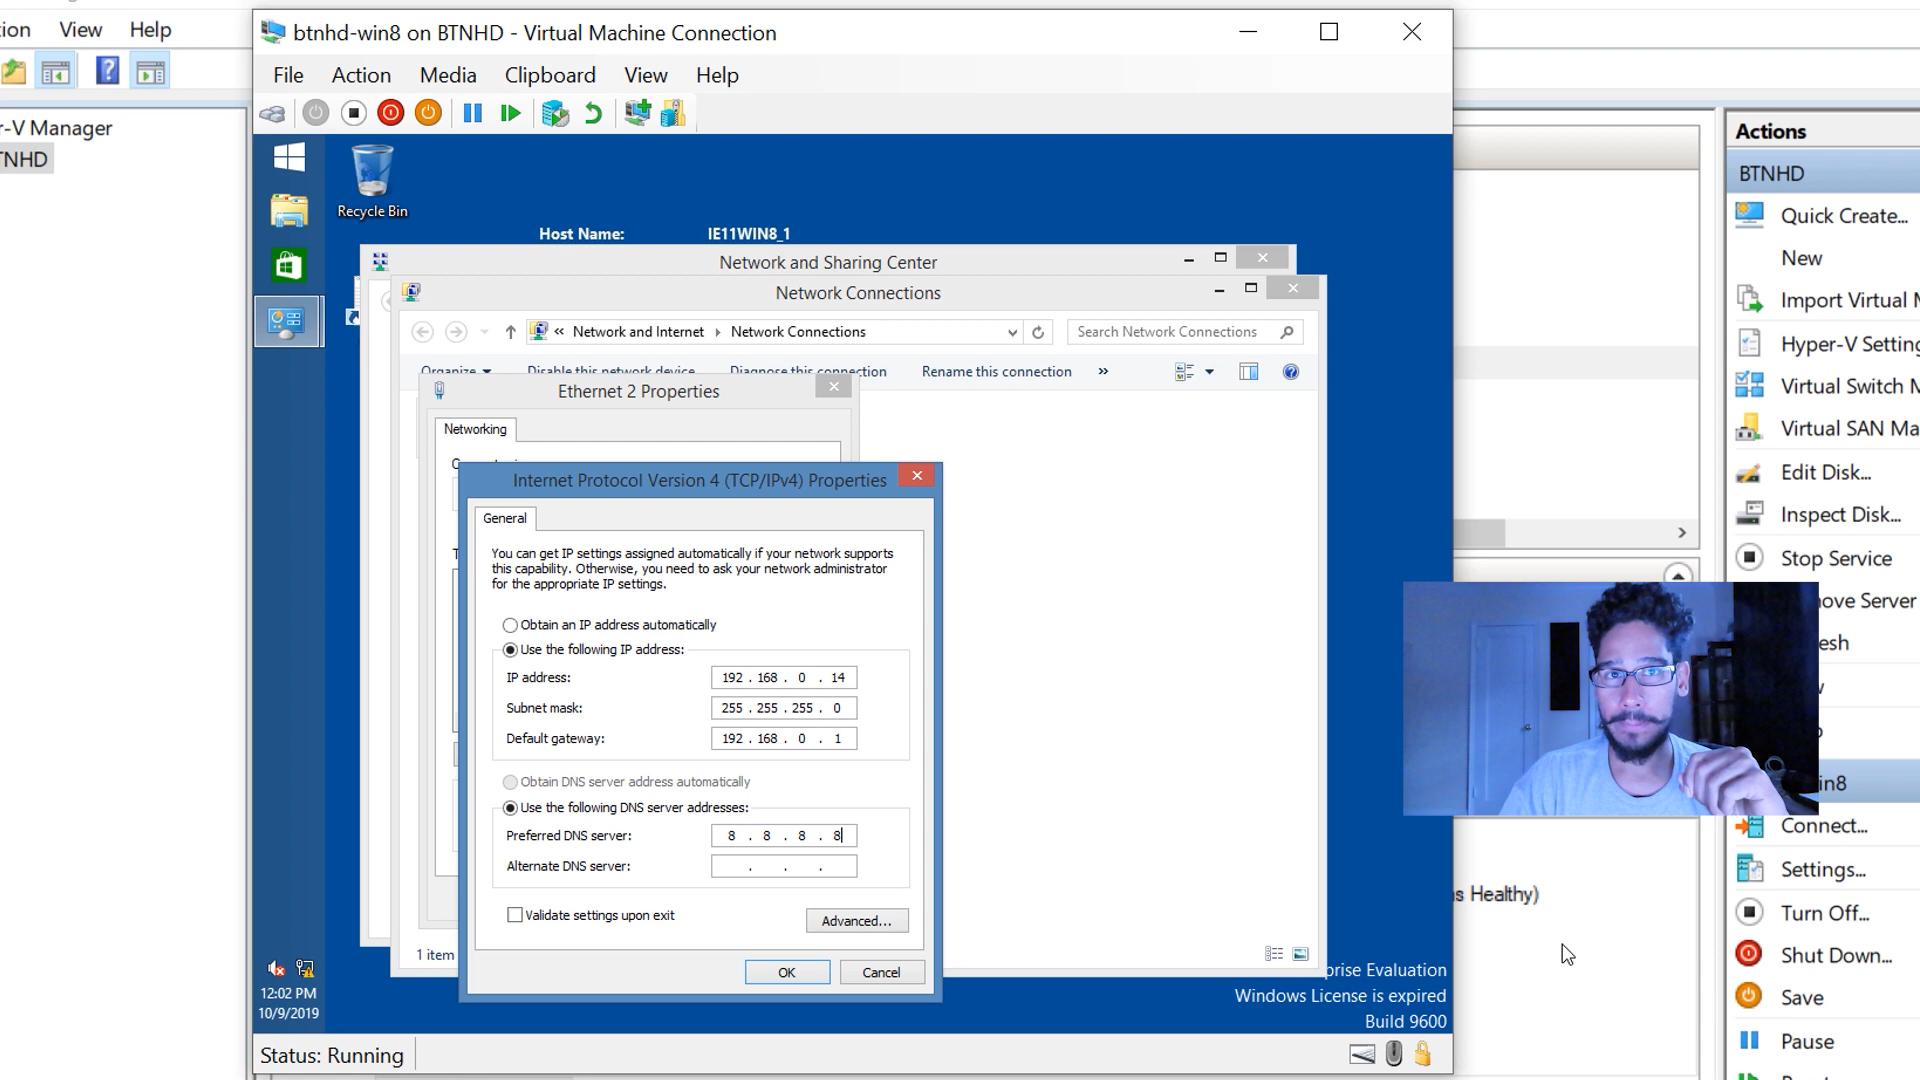 btnhd-win8 on BTNHD - Virtual Machine Connection
View
Help
File
Action
Media
Clipboard
View
Help
r-V Manager
TNHD
Recycle Bin
Host Name:
IE11WIN8_1
Network and Sharing Center
Network Connections
« Network and Internet
Network Connections
Search Network Connections
Organize
Disable this network device
Diagnose this connection
Rename this connection
»
Ethernet 2 Properties
Networking
Internet Protocol Version 4 (TCP/IPv4) Properties
General
You can get IP settings assigned automatically if your network supports
this capability. Otherwise, you need to ask your network administrator
for the appropriate IP settings.
Obtain an IP address automatically
Use the following IP address:
IP address:
192 . 168 . 0 . 14
Subnet mask:
255 . 255 . 255 . 0
Default gateway:
192 . 168 . 0 . 1
Obtain DNS server address automatically
Use the following DNS server addresses:
Preferred DNS server:
8 . 8 . 8 . 8
Alternate DNS server:
. . .
Validate settings upon exit
Advanced...
OK
Cancel
1 item
12:02 PM
10/9/2019
prise Evaluation
Windows License is expired
Build 9600
Status: Running
s Healthy)
Actions
BTNHD
Quick Create...
New
Import Virtual M
Hyper-V Setting
Virtual Switch M
Virtual SAN Ma
Edit Disk...
Inspect Disk...
Stop Service
ove Server
esh
in8
Connect...
Settings...
Turn Off...
Shut Down...
Save
Pause